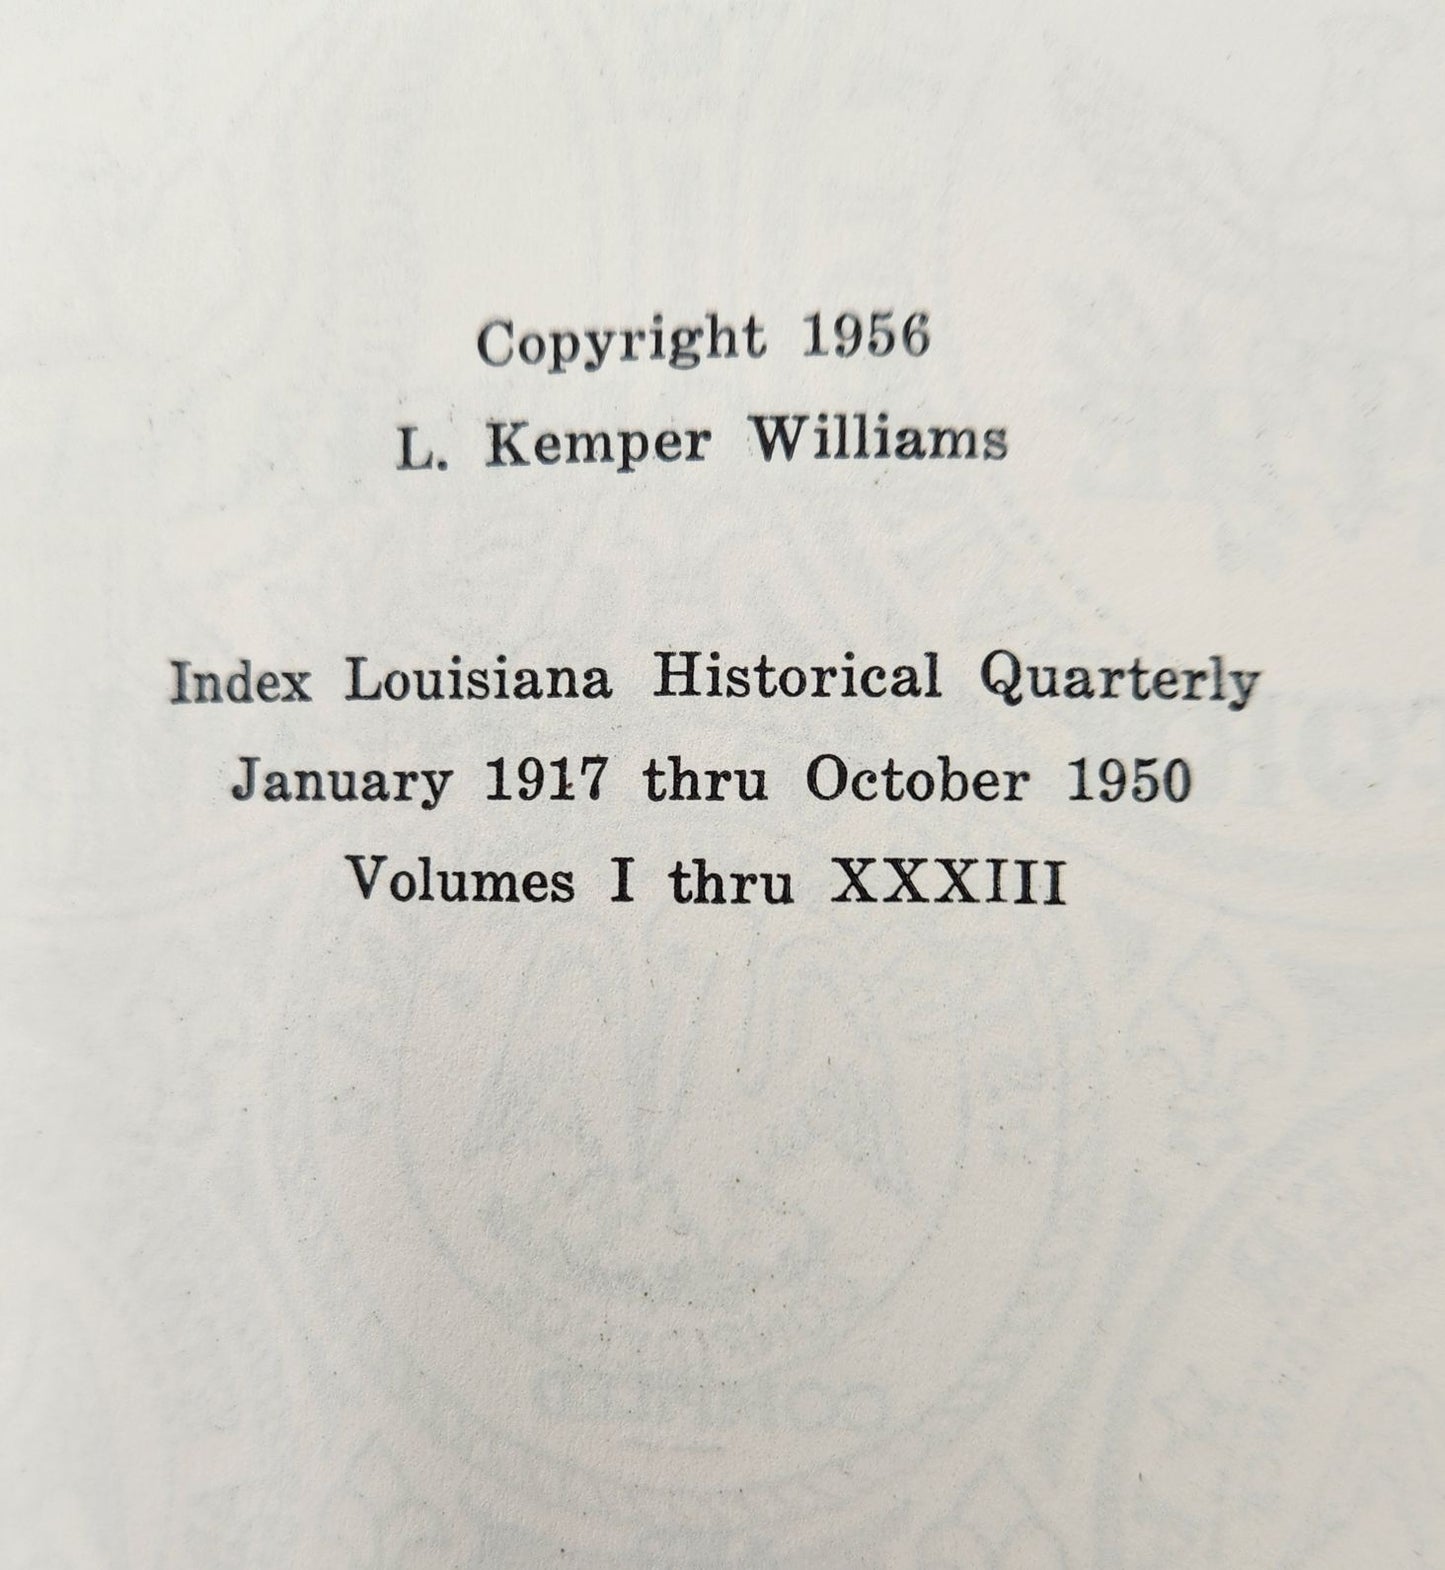 Copyright 1956
L. Kemper Williams
Index Louisiana Historical Quarterly
January 1917 thru October 1950
Volumes I thru XXXIII